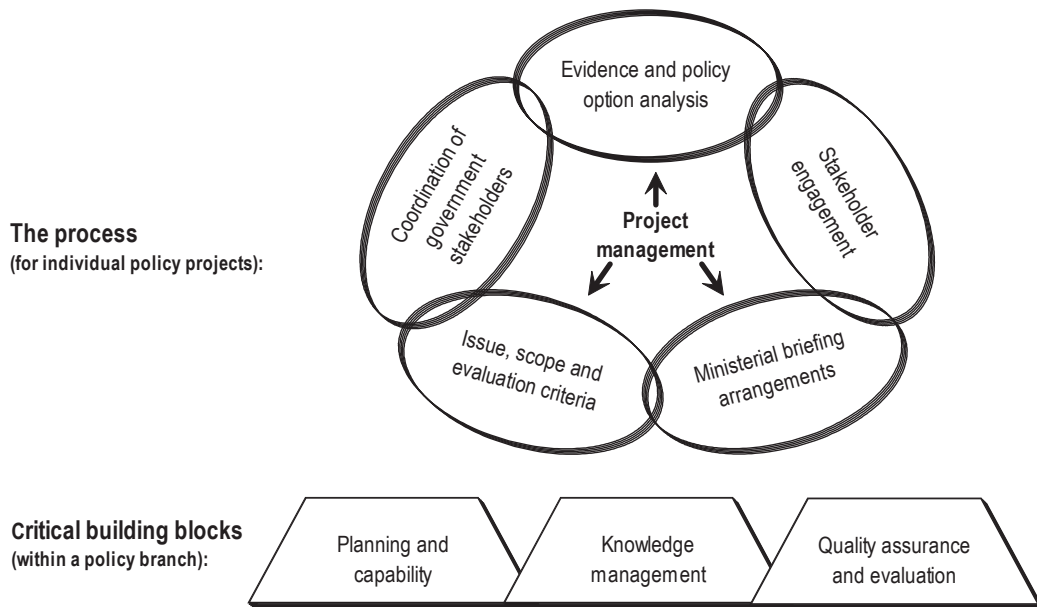 Evidence and policy
option analysis
Coordination of
government
stakeholders
Stakeholder
engagement
Project
management
The process
(for individual policy projects):
Issue, scope and
evaluation criteria
Ministerial briefing
arrangements
Critical building blocks
(within a policy branch):
Planning and
capability
Knowledge
management
Quality assurance
and evaluation